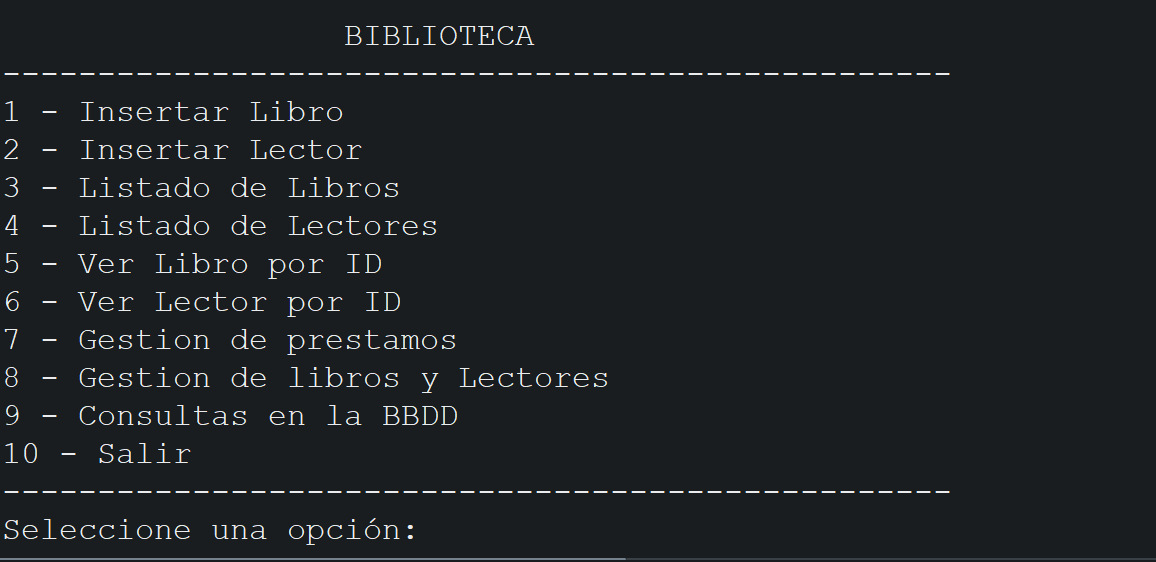 BIBLIOTECA
--------------------------------------------------
1 - Insertar Libro
2 - Insertar Lector
3 - Listado de Libros
4 - Listado de Lectores
5 - Ver Libro por ID
6 - Ver Lector por ID
7 - Gestion de prestamos
8 - Gestion de libros y Lectores
9 - Consultas en la BBDD
10 - Salir
--------------------------------------------------
Seleccione una opción: